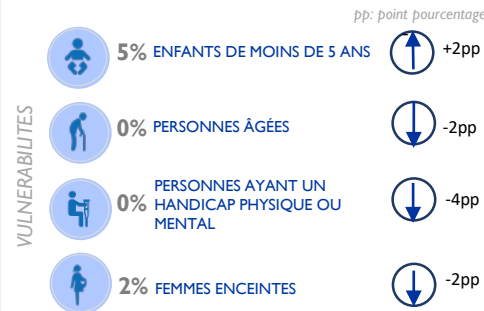 pp: point pourcentage
VULNERABILITES
5% ENFANTS DE MOINS DE 5 ANS +2pp
0% PERSONNES ÂGÉES -2pp
0% PERSONNES AYANT UN
HANDICAP PHYSIQUE OU
MENTAL -4pp
2% FEMMES ENCEINTES -2pp